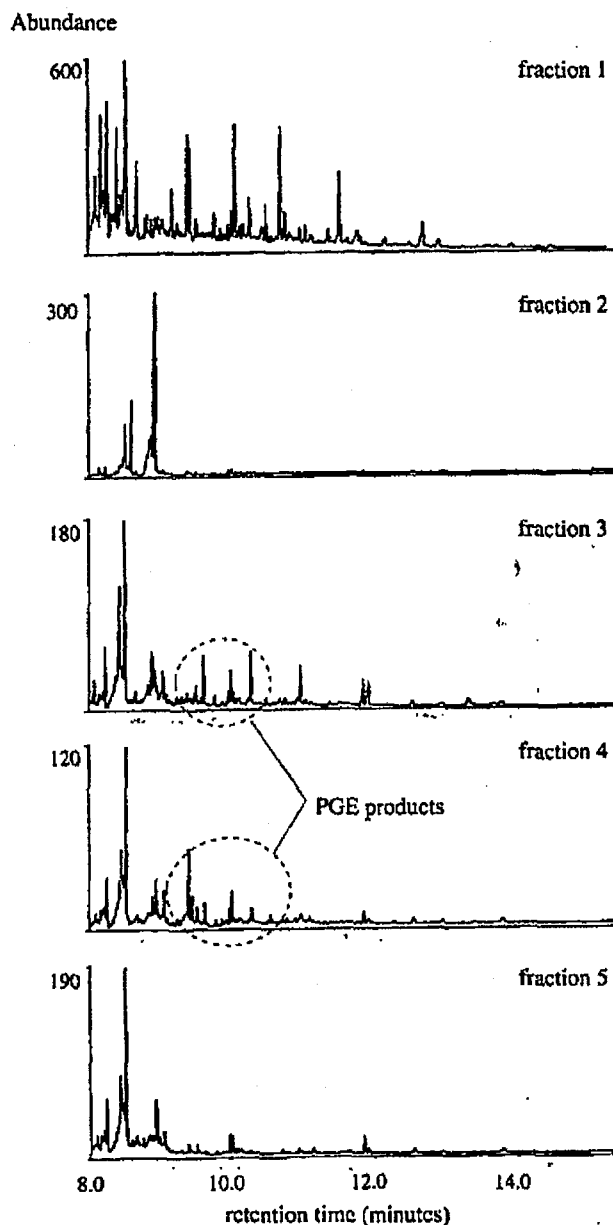 Abundance
600
fraction 1
300
fraction 2
180
fraction 3
120
fraction 4
PGE products
190
fraction 5
8.0 10.0 12.0 14.0
retention time (minutes)